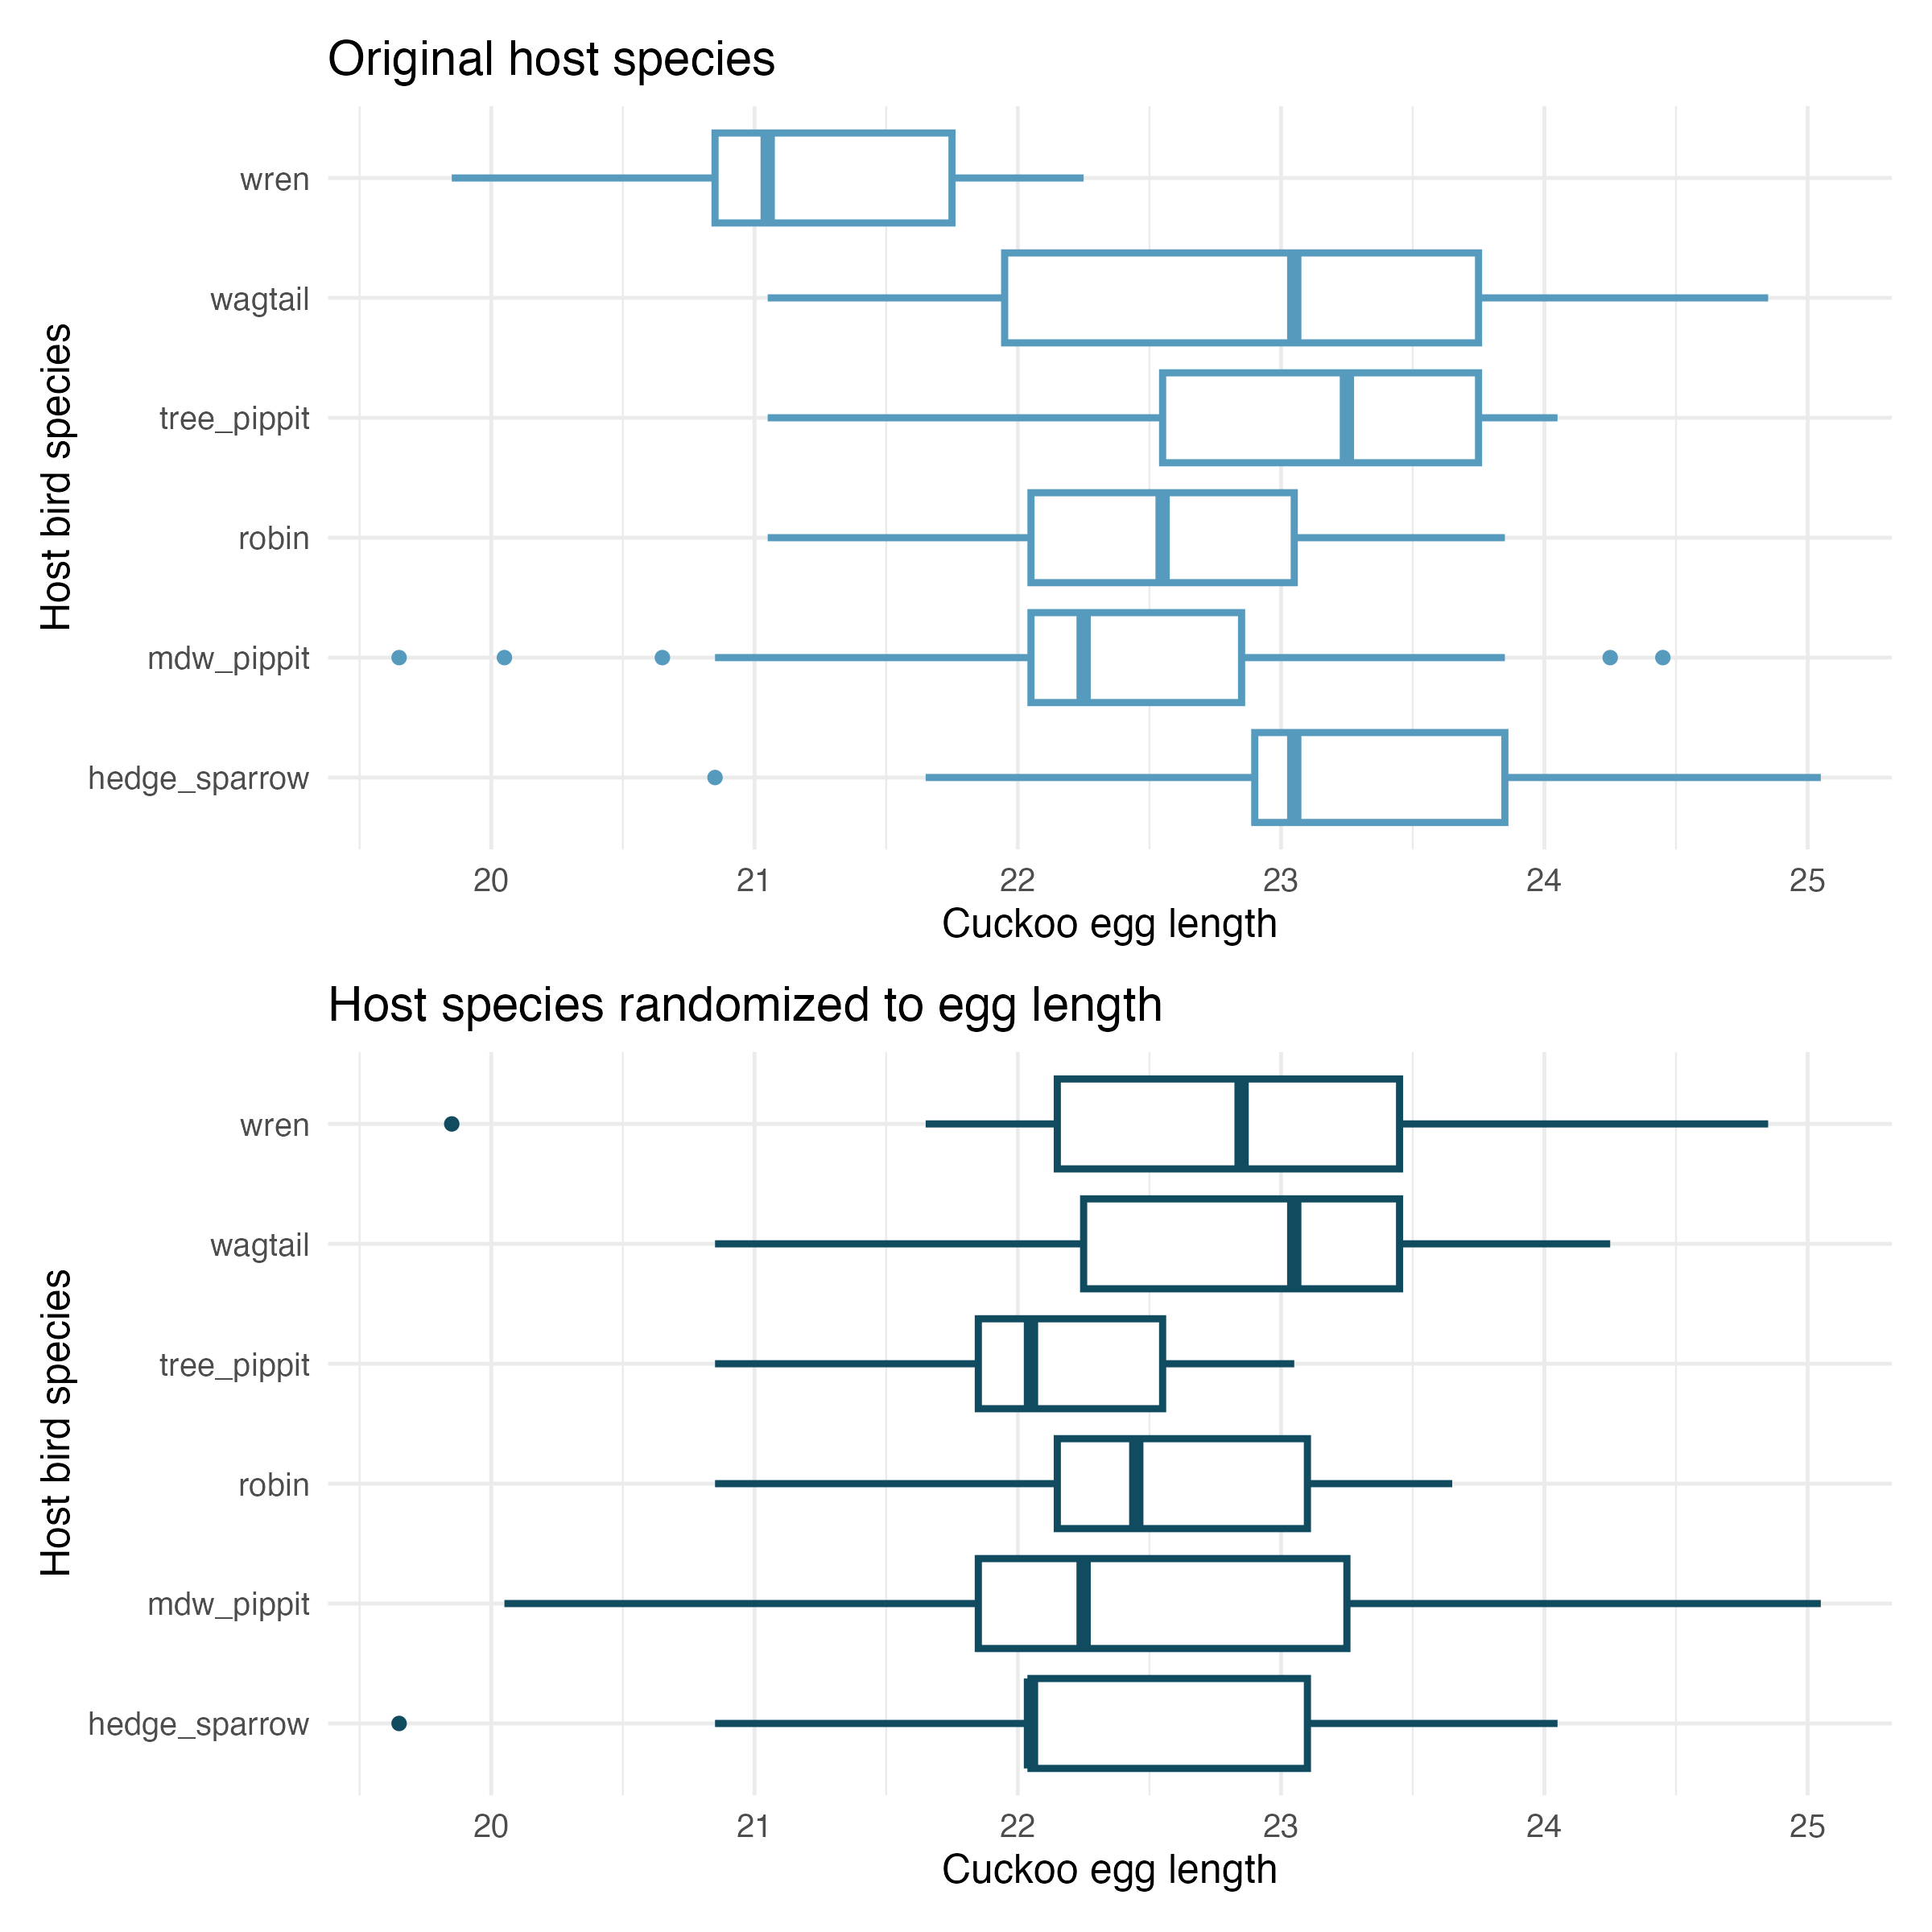 Original host species
Host bird species
wren
wagtail
tree_pippit
robin
mdw_pippit
hedge_sparrow
20 21 22 23 24 25
Cuckoo egg length
Host species randomized to egg length
Host bird species
wren
wagtail
tree_pippit
robin
mdw_pippit
hedge_sparrow
20 21 22 23 24 25
Cuckoo egg length